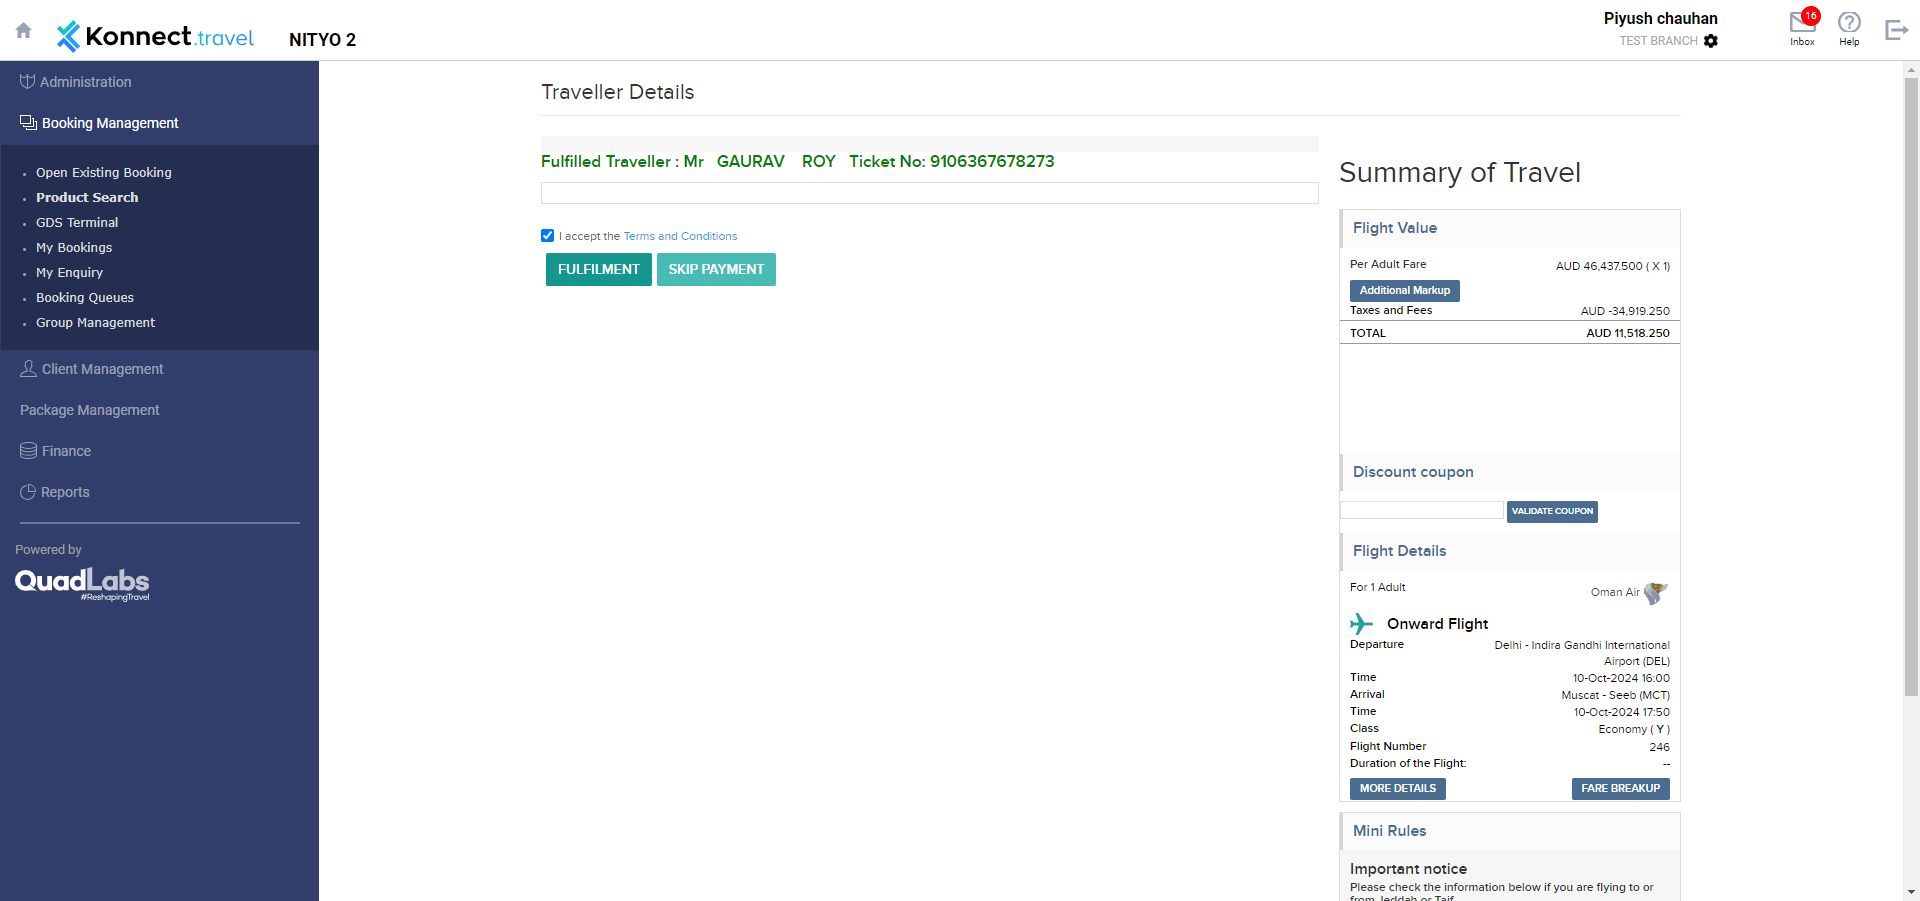 Konnect.travel
NITYO 2
Piyush chauhan
TEST BRANCH
16
Inbox
Help
Administration
Booking Management
Open Existing Booking
Product Search
GDS Terminal
My Bookings
My Enquiry
Booking Queues
Group Management
Client Management
Package Management
Finance
Reports
Powered by
QuadLabs
#ReshapingTravel
Traveller Details
Fulfilled Traveller : Mr GAURAV ROY Ticket No: 9106367678273
I accept the Terms and Conditions
FULFILMENT SKIP PAYMENT
Summary of Travel
Flight Value
Per Adult Fare AUD 46,437.500 ( X 1)
Additional Markup
Taxes and Fees AUD -34,919.250
TOTAL AUD 11,518.250
Discount coupon
VALIDATE COUPON
Flight Details
For 1 Adult Oman Air
Onward Flight
Departure Delhi - Indira Gandhi International
Airport (DEL)
Time 10-Oct-2024 16:00
Arrival Muscat - Seeb (MCT)
Time 10-Oct-2024 17:50
Class Economy ( Y )
Flight Number 246
Duration of the Flight: --
MORE DETAILS FARE BREAKUP
Mini Rules
Important notice
Please check the information below if you are flying to or
from Jeddah or Taif